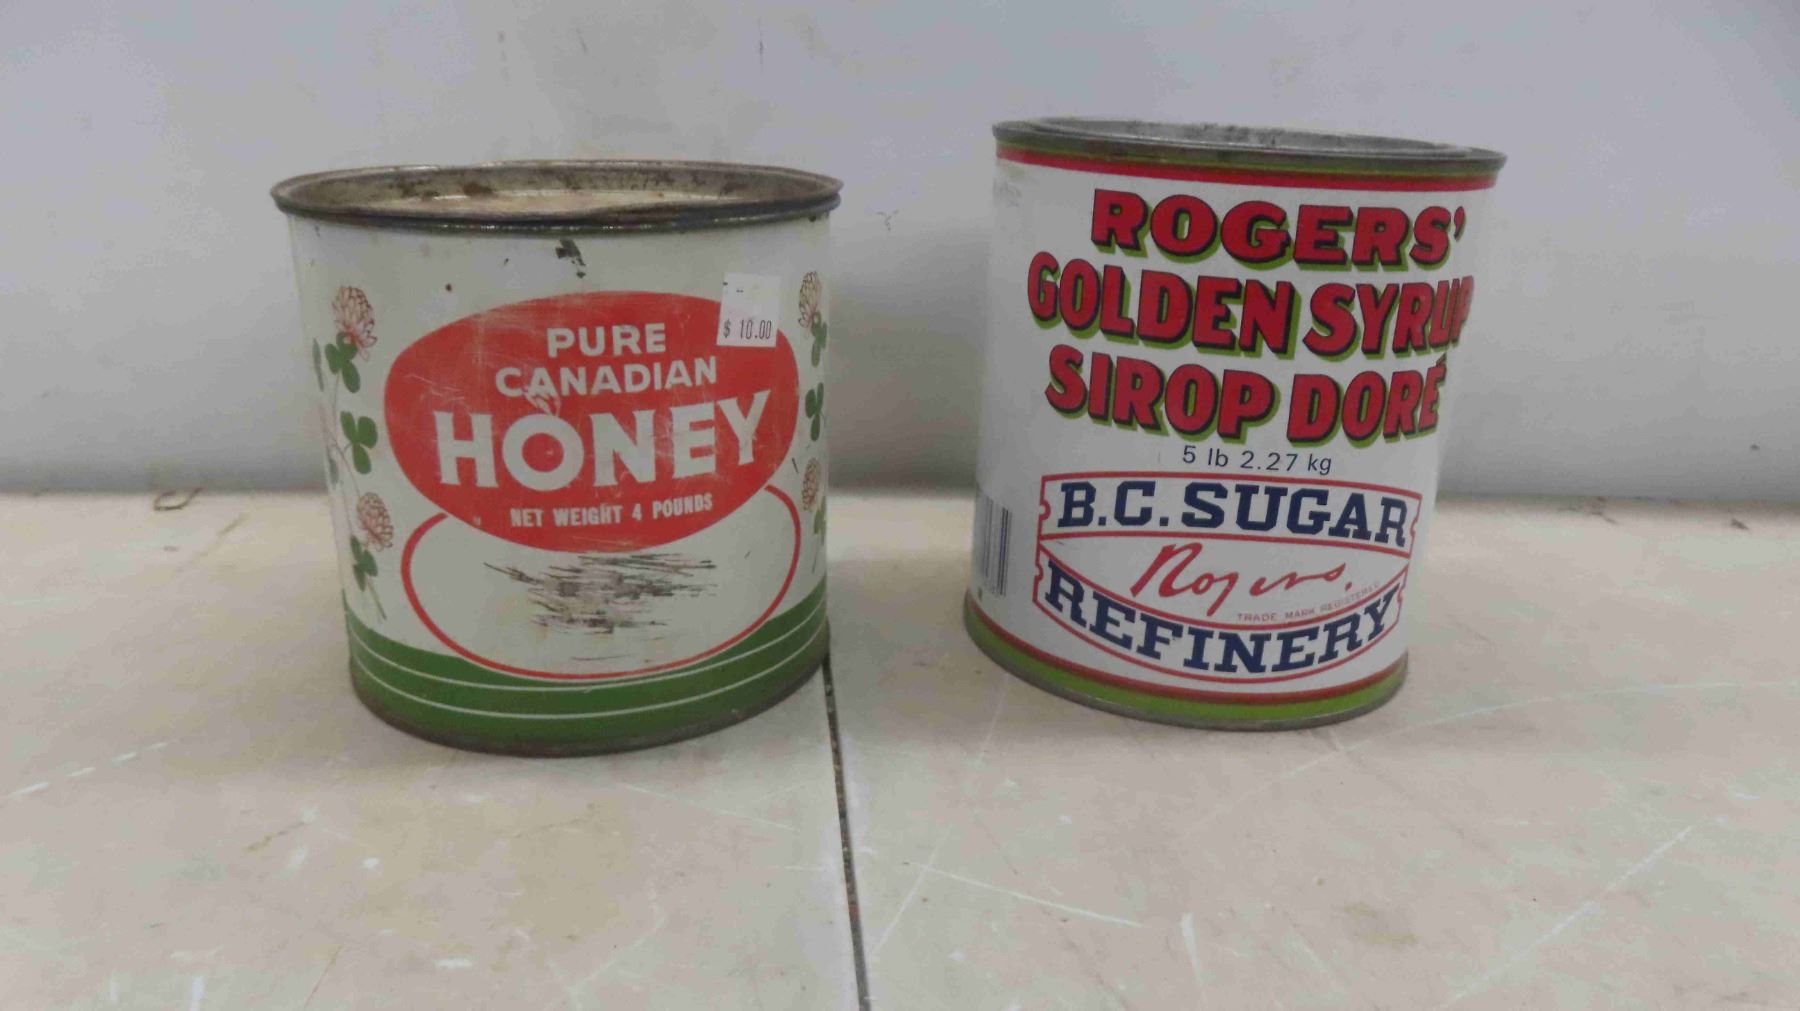 $ 10.00
PURE
CANADIAN
HONEY
NET WEIGHT 4 POUNDS
ROGERS'
GOLDEN SYRUP
SIROP DORÉ
5 lb 2.27 kg
B.C. SUGAR
Rogers
TRADE MARK REGISTERED
REFINERY